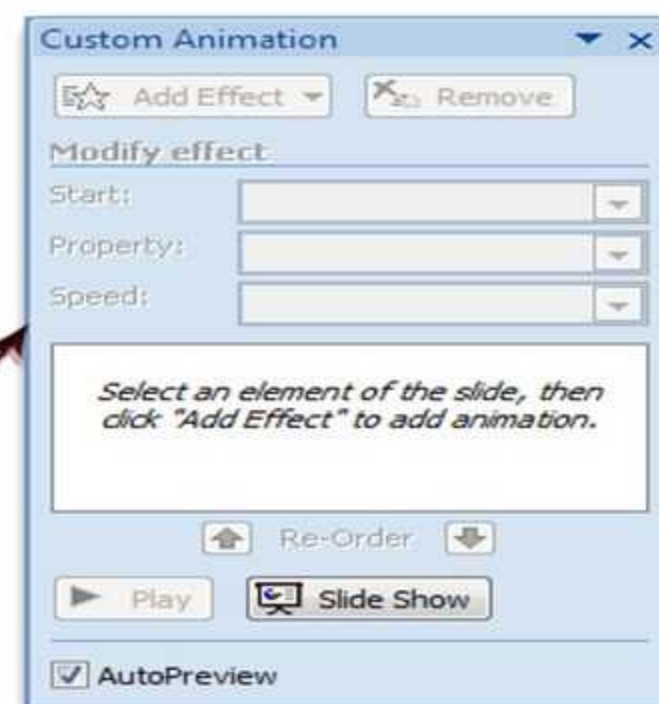 Custom Animation
Add Effect
Remove
Modify effect
Start:
Property:
Speed:
Select an element of the slide, then
click "Add Effect" to add animation.
Re-Order
Play
Slide Show
AutoPreview